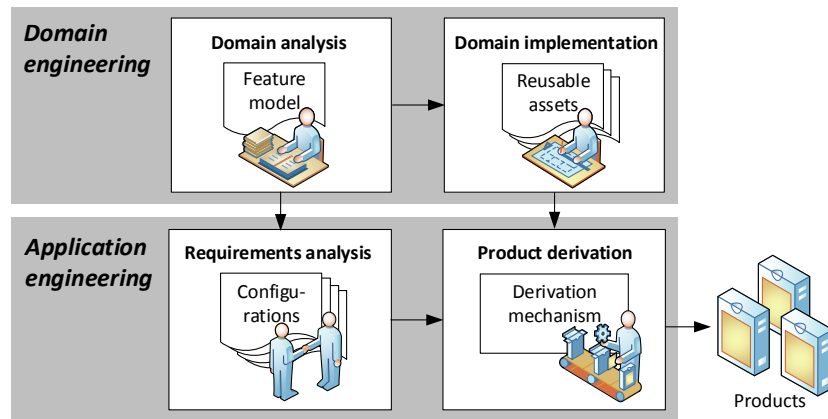 Domain
engineering
Domain analysis
Feature
model
Domain implementation
Reusable
assets
Application
engineering
Requirements analysis
Configu-
rations
Product derivation
Derivation
mechanism
Products